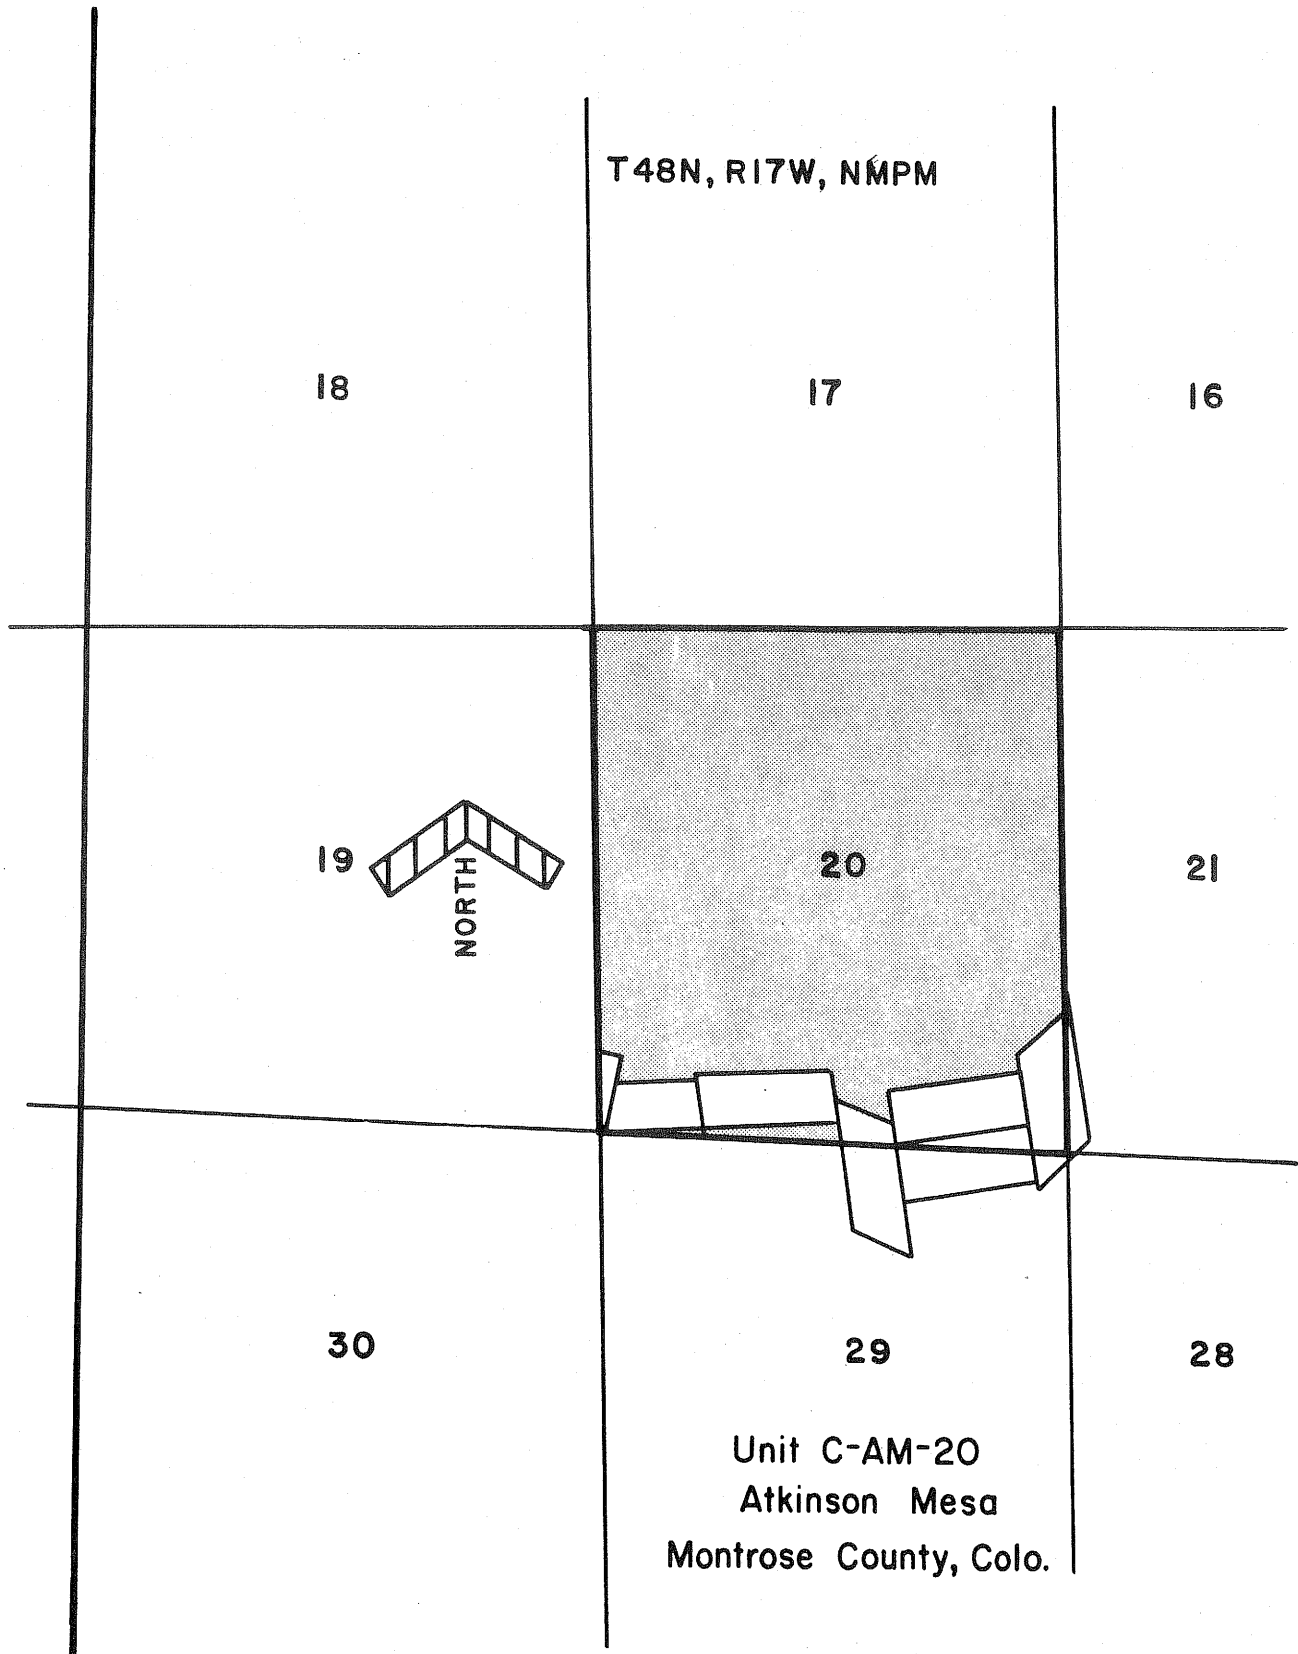 T48N, R17W, NMPM
18
17
16
19
NORTH
20
21
30
29
28
Unit C-AM-20
Atkinson Mesa
Montrose County, Colo.